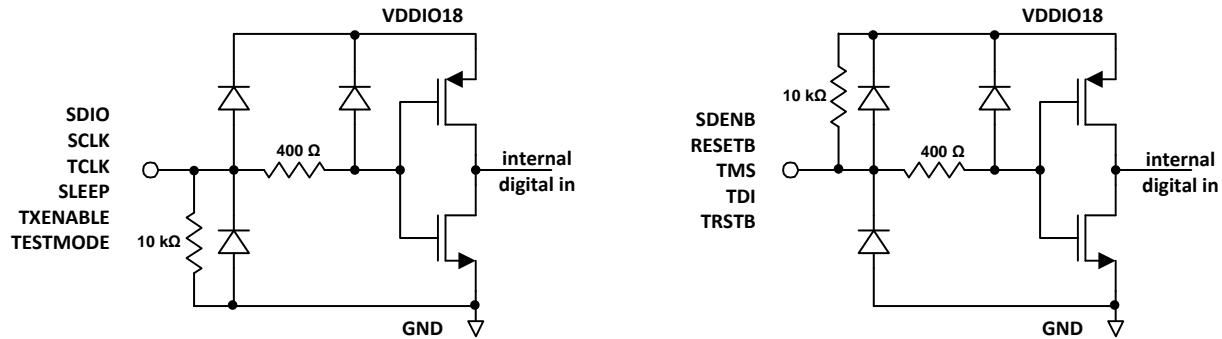 VDDIO18
SDIO
SCLK
TCLK
SLEEP
TXENABLE
TESTMODE
400 Ω
10 kΩ
internal
digital in
GND
VDDIO18
10 kΩ
SDENB
RESETB
TMS
TDI
TRSTB
400 Ω
internal
digital in
GND